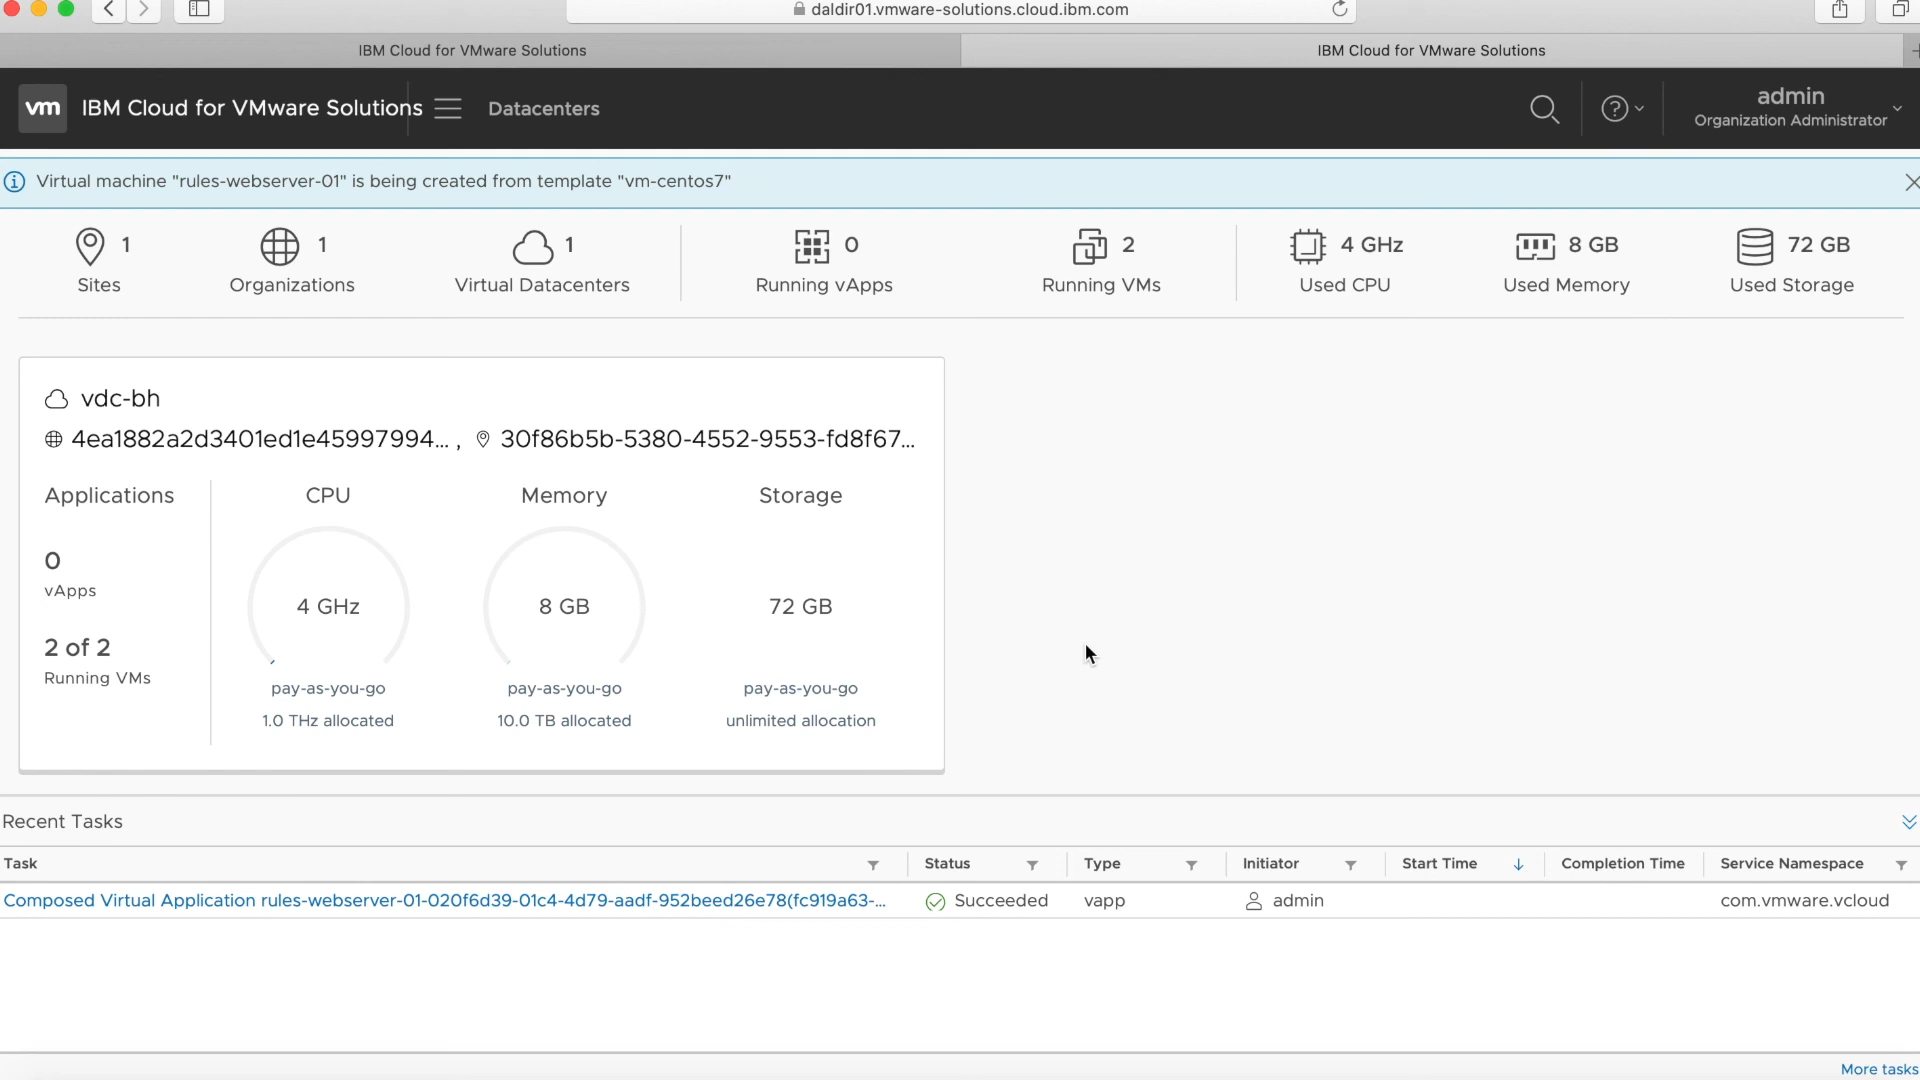 daldir01.vmware-solutions.cloud.ibm.com
IBM Cloud for VMware Solutions
IBM Cloud for VMware Solutions
vm IBM Cloud for VMware Solutions Datacenters
admin
Organization Administrator
Virtual machine "rules-webserver-01" is being created from template "vm-centos7"
1 1 1 0 2 4 GHz 8 GB 72 GB
Sites Organizations Virtual Datacenters Running vApps Running VMs Used CPU Used Memory Used Storage
vdc-bh
4ea1882a2d3401ed1e45997994... , 30f86b5b-5380-4552-9553-fd8f67...
Applications CPU Memory Storage
0
vApps
4 GHz 8 GB 72 GB
2 of 2
Running VMs
pay-as-you-go pay-as-you-go pay-as-you-go
1.0 THz allocated 10.0 TB allocated unlimited allocation
Recent Tasks
Task Status Type Initiator Start Time Completion Time Service Namespace
Composed Virtual Application rules-webserver-01-020f6d39-01c4-4d79-aadf-952beed26e78(fc919a63-... Succeeded vapp admin com.vmware.vcloud
More tasks